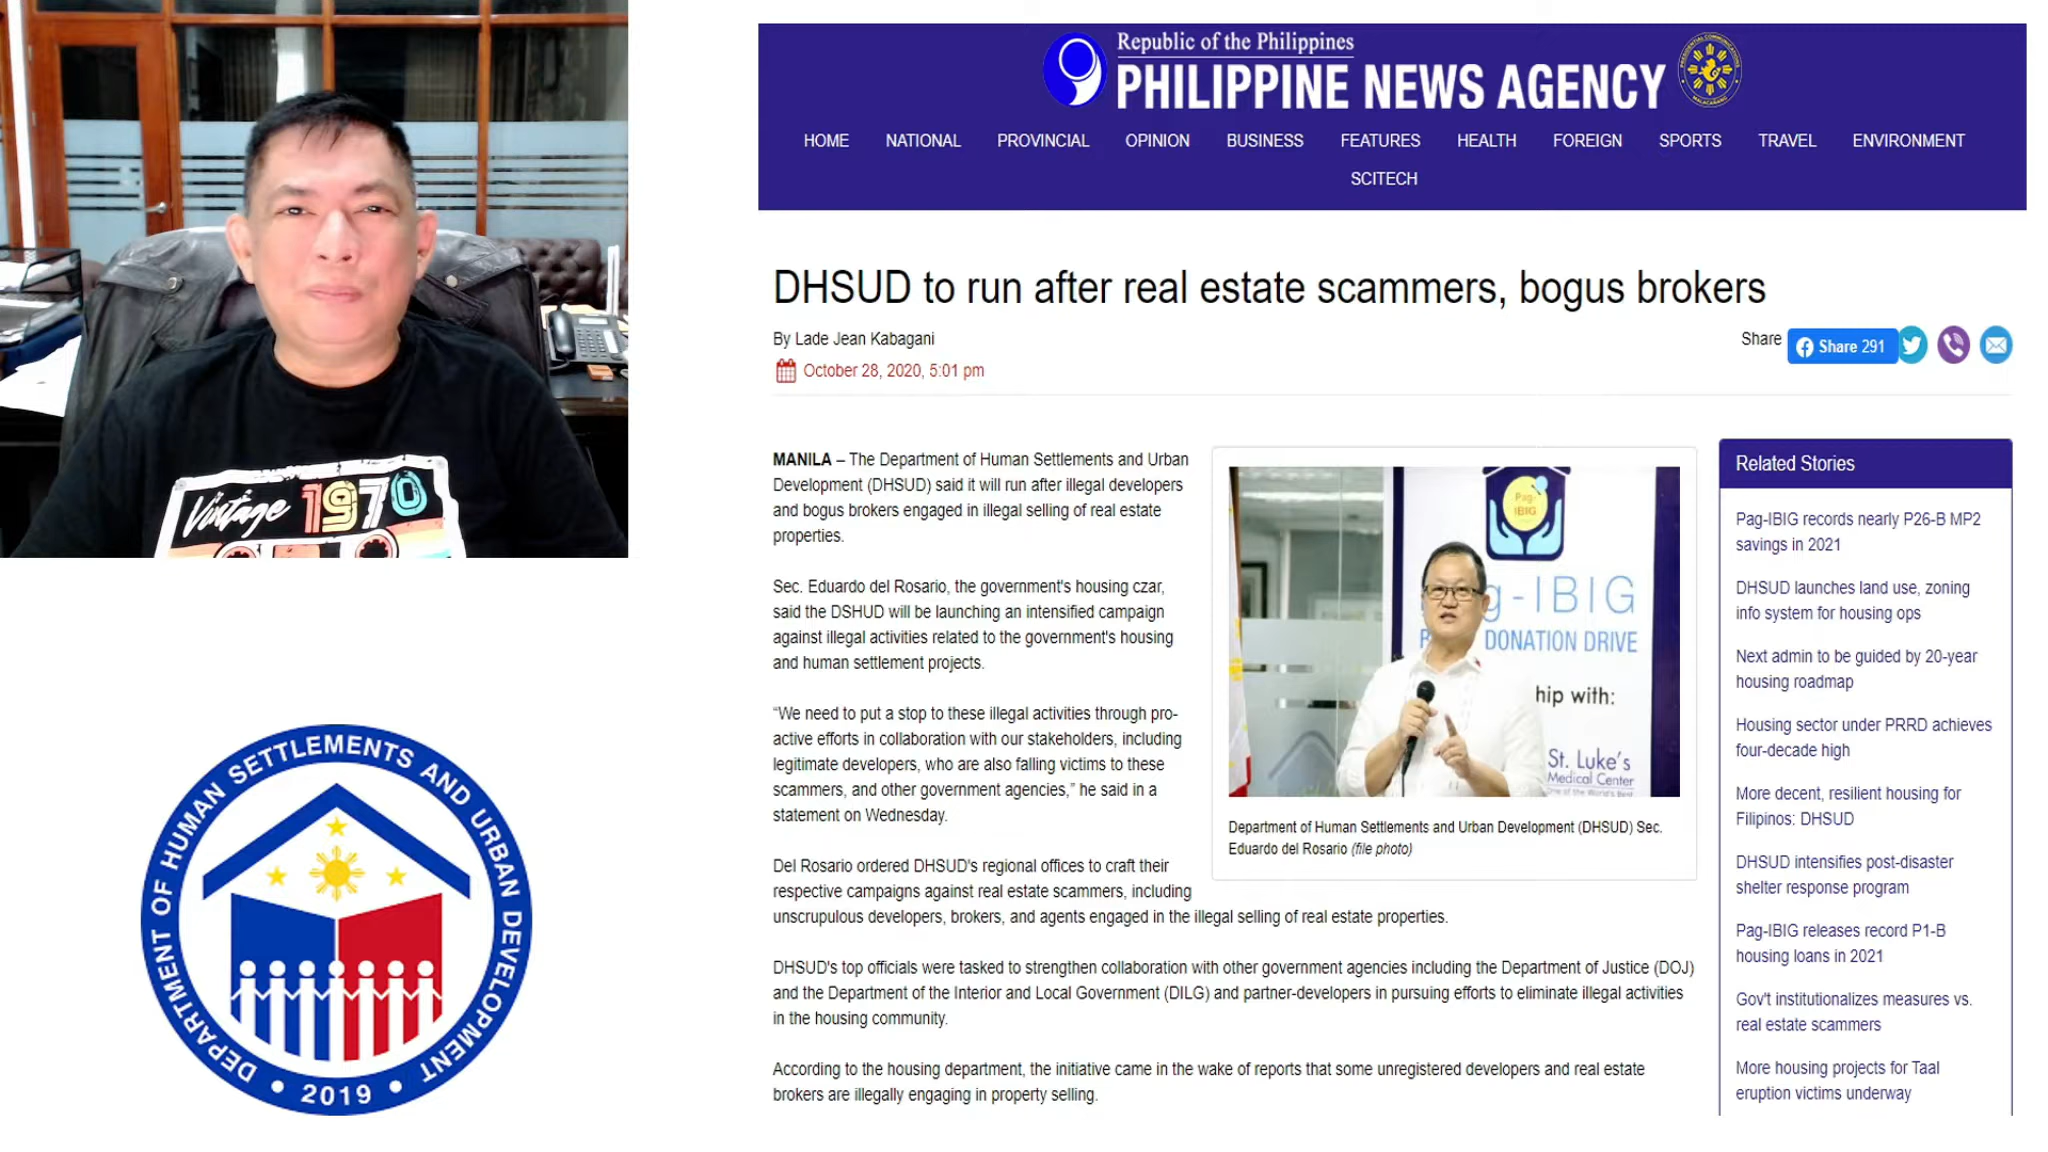 Vintage 1970
DEPARTMENT OF HUMAN SETTLEMENTS AND URBAN DEVELOPMENT
• 2019 •
Republic of the Philippines
PHILIPPINE NEWS AGENCY
HOME NATIONAL PROVINCIAL OPINION BUSINESS FEATURES HEALTH FOREIGN SPORTS TRAVEL ENVIRONMENT
SCITECH
DHSUD to run after real estate scammers, bogus brokers
By Lade Jean Kabagani
October 28, 2020, 5:01 pm
Share
Share 291
MANILA – The Department of Human Settlements and Urban
Development (DHSUD) said it will run after illegal developers
and bogus brokers engaged in illegal selling of real estate
properties.
Sec. Eduardo del Rosario, the government's housing czar,
said the DSHUD will be launching an intensified campaign
against illegal activities related to the government's housing
and human settlement projects.
“We need to put a stop to these illegal activities through pro-
active efforts in collaboration with our stakeholders, including
legitimate developers, who are also falling victims to these
scammers, and other government agencies,” he said in a
statement on Wednesday.
Del Rosario ordered DHSUD's regional offices to craft their
respective campaigns against real estate scammers, including
unscrupulous developers, brokers, and agents engaged in the illegal selling of real estate properties.
DHSUD's top officials were tasked to strengthen collaboration with other government agencies including the Department of Justice (DOJ)
and the Department of the Interior and Local Government (DILG) and partner-developers in pursuing efforts to eliminate illegal activities
in the housing community.
According to the housing department, the initiative came in the wake of reports that some unregistered developers and real estate
brokers are illegally engaging in property selling.
Pag-
IBIG
g-IBIG
DONATION DRIVE
hip with:
St. Luke's
Medical Center
Department of Human Settlements and Urban Development (DHSUD) Sec.
Eduardo del Rosario (file photo)
Related Stories
Pag-IBIG records nearly P26-B MP2
savings in 2021
DHSUD launches land use, zoning
info system for housing ops
Next admin to be guided by 20-year
housing roadmap
Housing sector under PRRD achieves
four-decade high
More decent, resilient housing for
Filipinos: DHSUD
DHSUD intensifies post-disaster
shelter response program
Pag-IBIG releases record P1-B
housing loans in 2021
Gov't institutionalizes measures vs.
real estate scammers
More housing projects for Taal
eruption victims underway